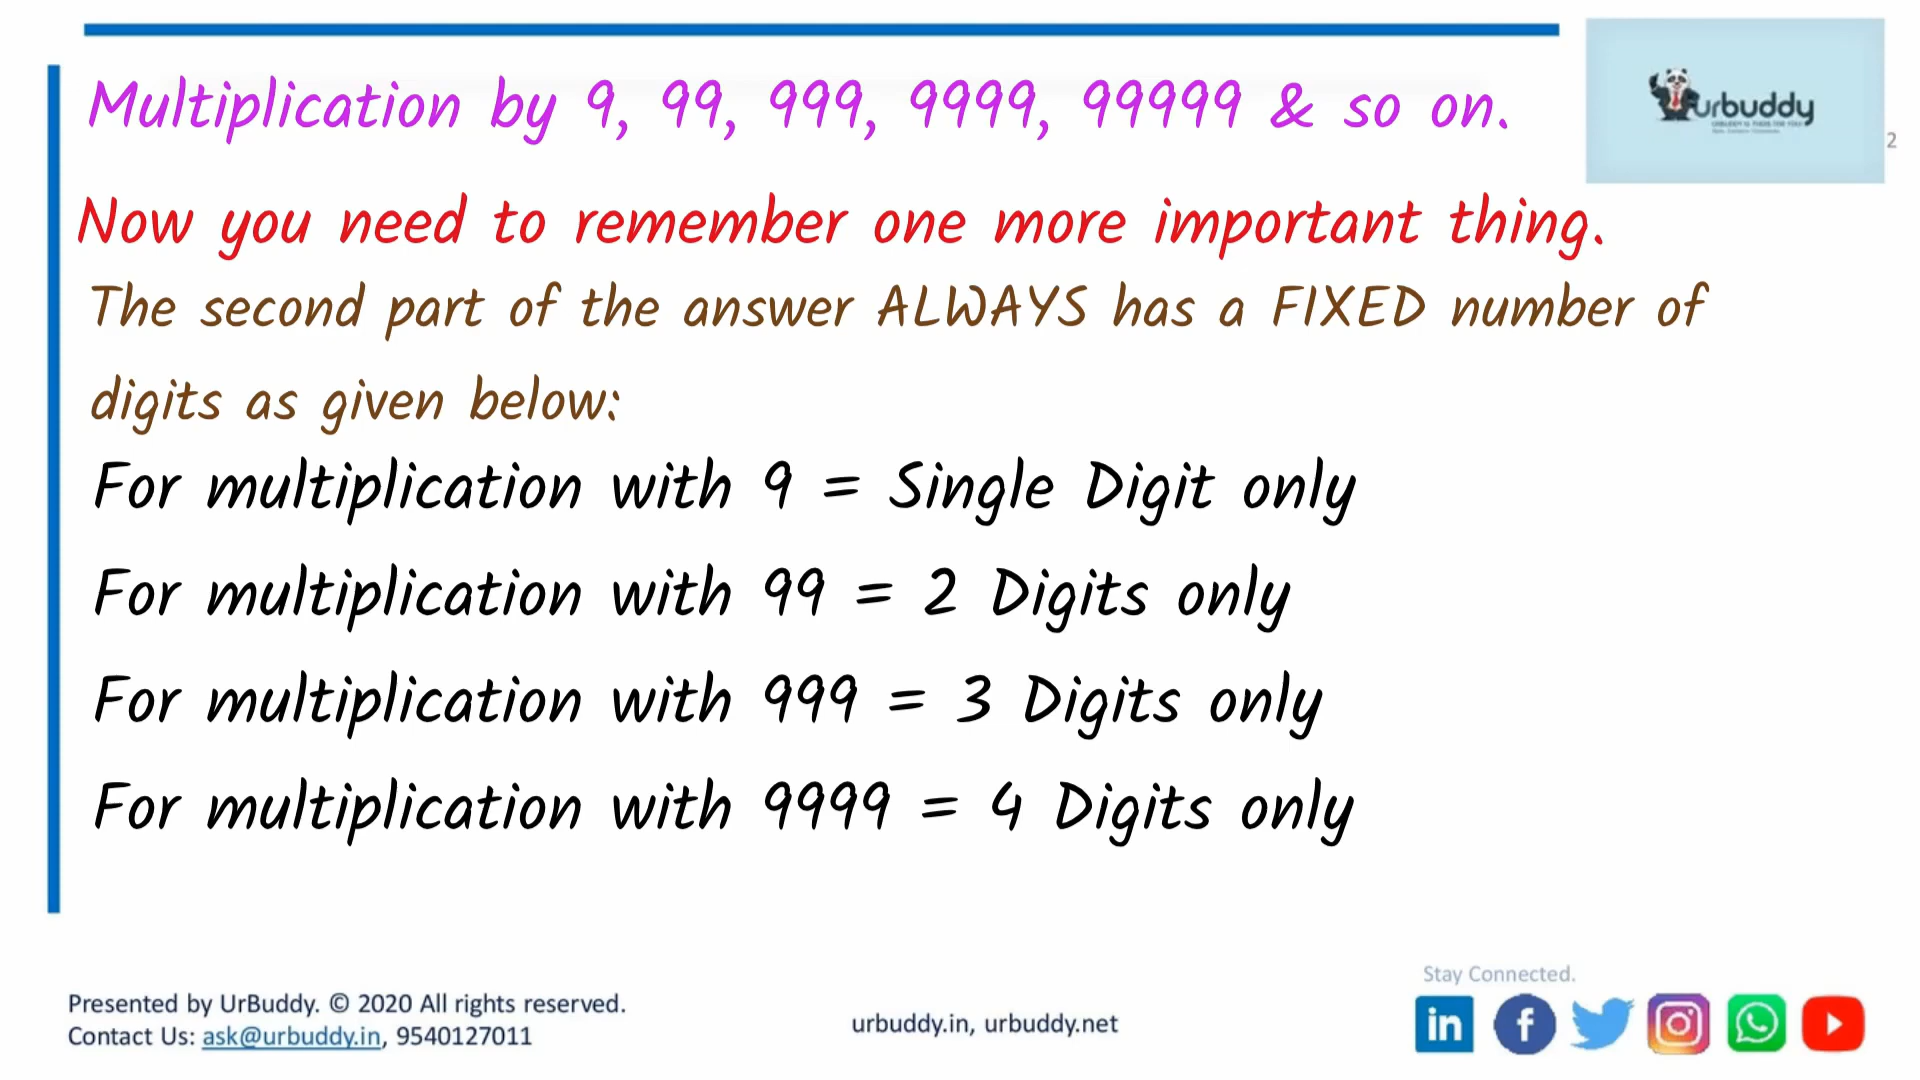 Multiplication by 9, 99, 999, 9999, 99999 & so on.
urbuddy
2
Now you need to remember one more important thing.
The second part of the answer ALWAYS has a FIXED number of
digits as given below:
For multiplication with 9 = Single Digit only
For multiplication with 99 = 2 Digits only
For multiplication with 999 = 3 Digits only
For multiplication with 9999 = 4 Digits only
Stay Connected.
Presented by UrBuddy. © 2020 All rights reserved.
Contact Us: ask@urbuddy.in, 9540127011
urbuddy.in, urbuddy.net